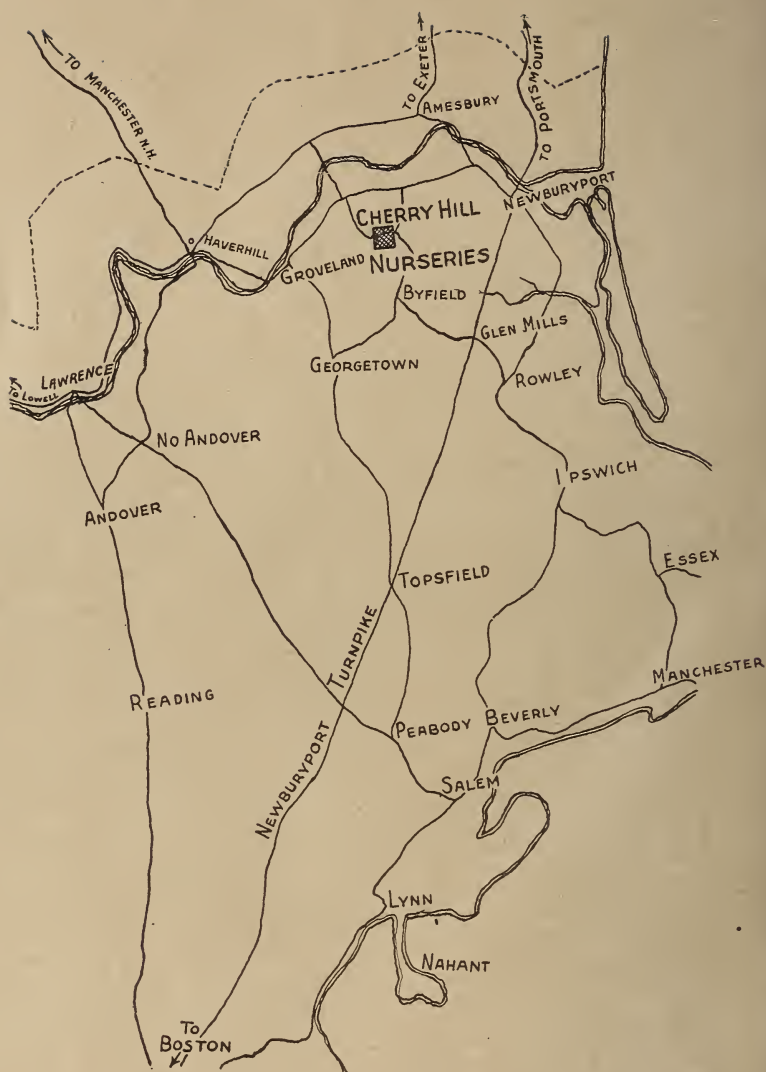 TO MANCHESTER N.H.
TO EXETER
TO PORTSMOUTH
AMESBURY
NEWBURYPORT
HAVERHILL
CHERRY HILL
NURSERIES
GROVELAND
BYFIELD
GLEN MILLS
GEORGETOWN
ROWLEY
LAWRENCE
TO LOWELL
NO ANDOVER
IPSWICH
ANDOVER
ESSEX
TOPSFIELD
NEWBURYPORT TURNPIKE
READING
MANCHESTER
PEABODY
BEVERLY
SALEM
LYNN
NAHANT
TO
BOSTON